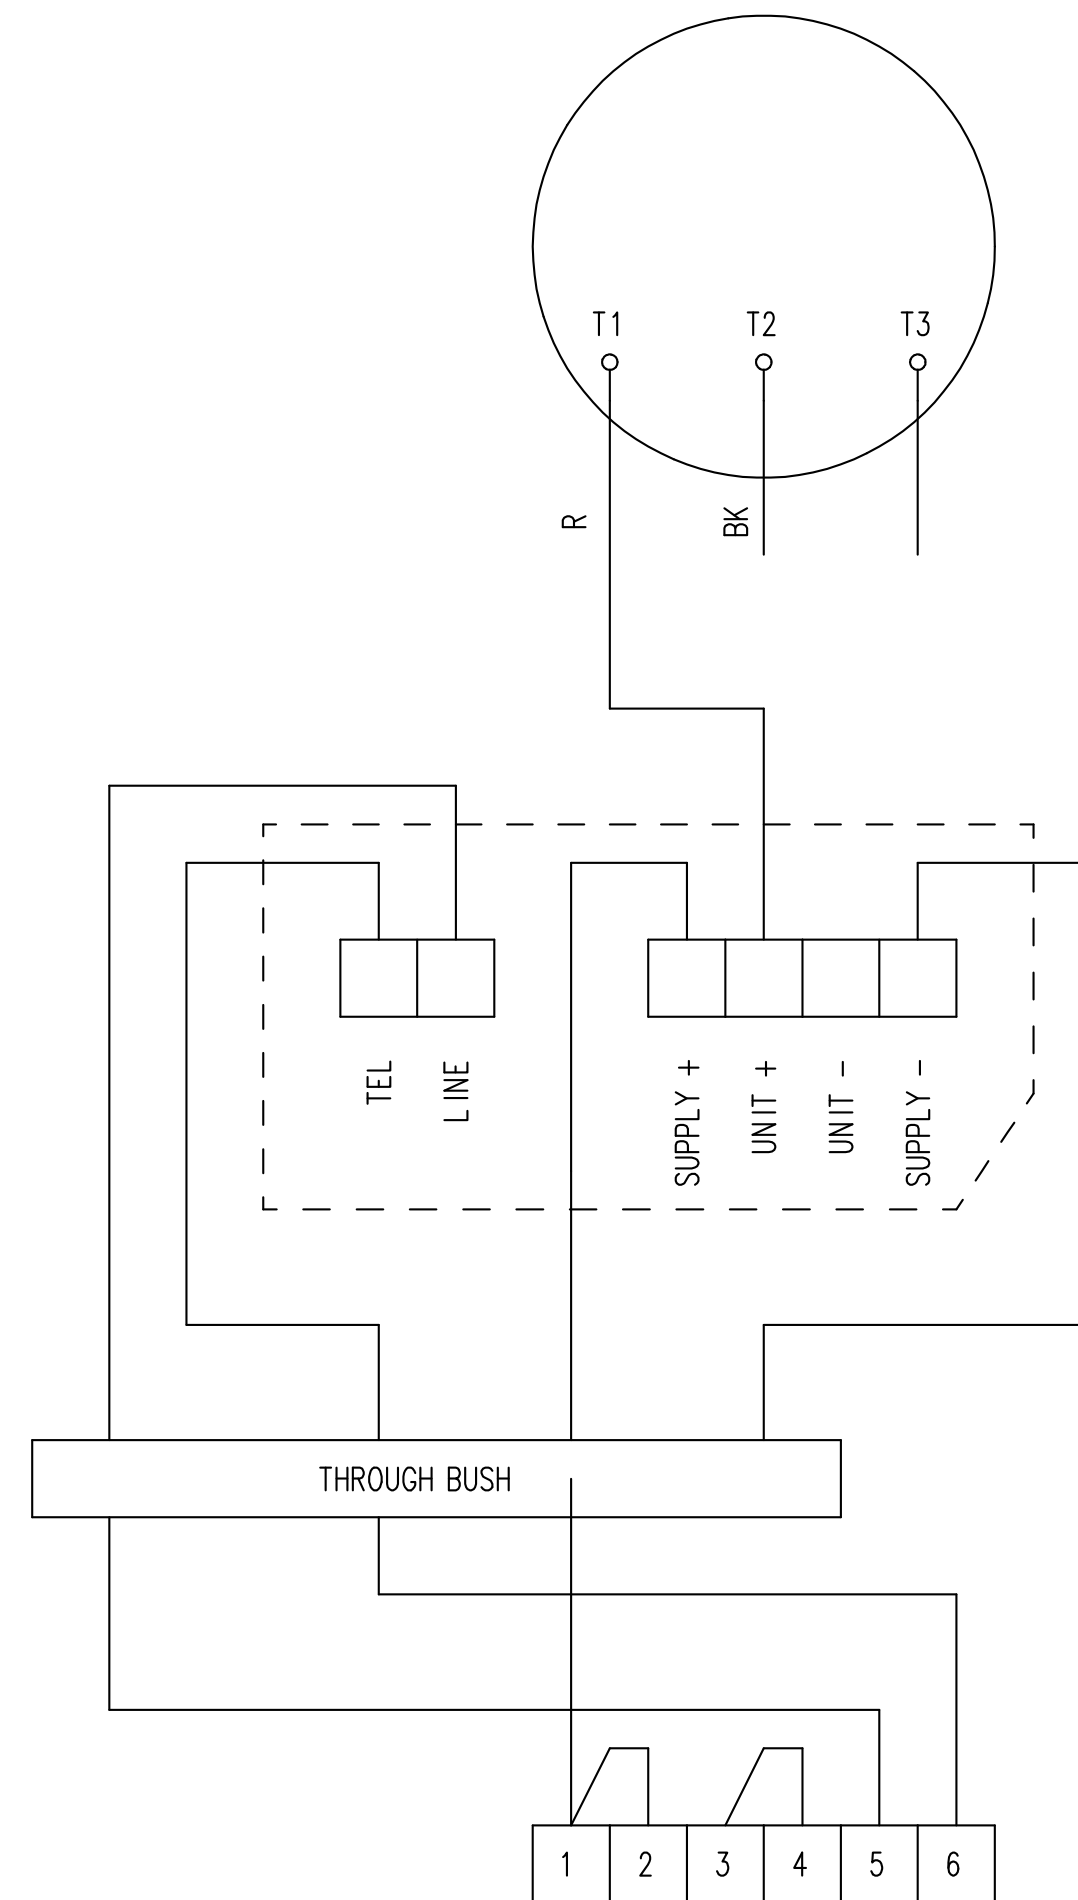 T1 T2 T3
R BK
TEL
LINE
SUPPLY +
UNIT +
UNIT -
SUPPLY -
THROUGH BUSH
1 2 3 4 5 6